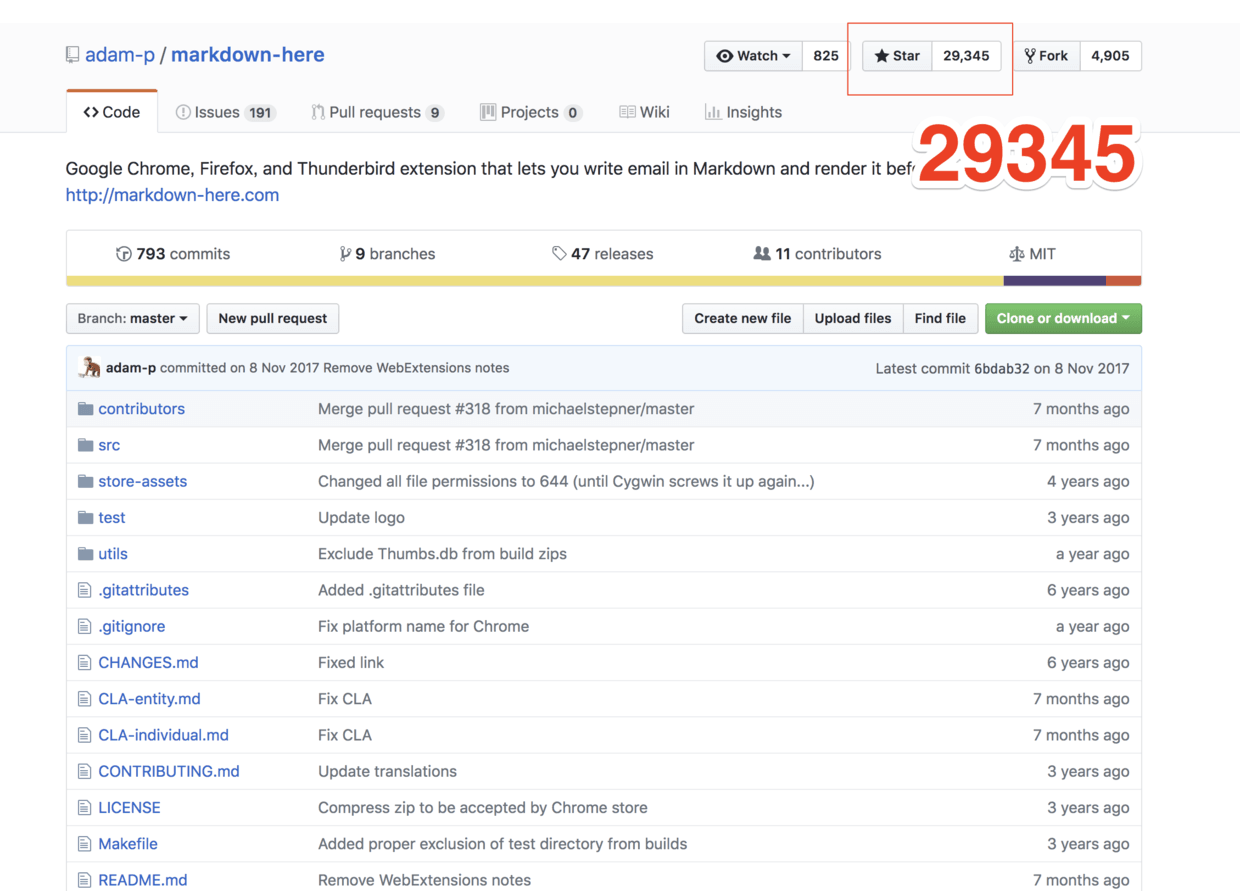 adam-p / markdown-here
Watch 825 Star 29,345 Fork 4,905
Code Issues 191 Pull requests 9 Projects 0 Wiki Insights
29345
Google Chrome, Firefox, and Thunderbird extension that lets you write email in Markdown and render it
http://markdown-here.com
793 commits 9 branches 47 releases 11 contributors MIT
Branch: master New pull request Create new file Upload files Find file Clone or download
adam-p committed on 8 Nov 2017 Remove WebExtensions notes Latest commit 6bdab32 on 8 Nov 2017
contributors Merge pull request #318 from michaelstepner/master 7 months ago
src Merge pull request #318 from michaelstepner/master 7 months ago
store-assets Changed all file permissions to 644 (until Cygwin screws it up again...) 4 years ago
test Update logo 3 years ago
utils Exclude Thumbs.db from build zips a year ago
.gitattributes Added .gitattributes file 6 years ago
.gitignore Fix platform name for Chrome a year ago
CHANGES.md Fixed link 6 years ago
CLA-entity.md Fix CLA 7 months ago
CLA-individual.md Fix CLA 7 months ago
CONTRIBUTING.md Update translations 3 years ago
LICENSE Compress zip to be accepted by Chrome store 3 years ago
Makefile Added proper exclusion of test directory from builds 3 years ago
README.md Remove WebExtensions notes 7 months ago